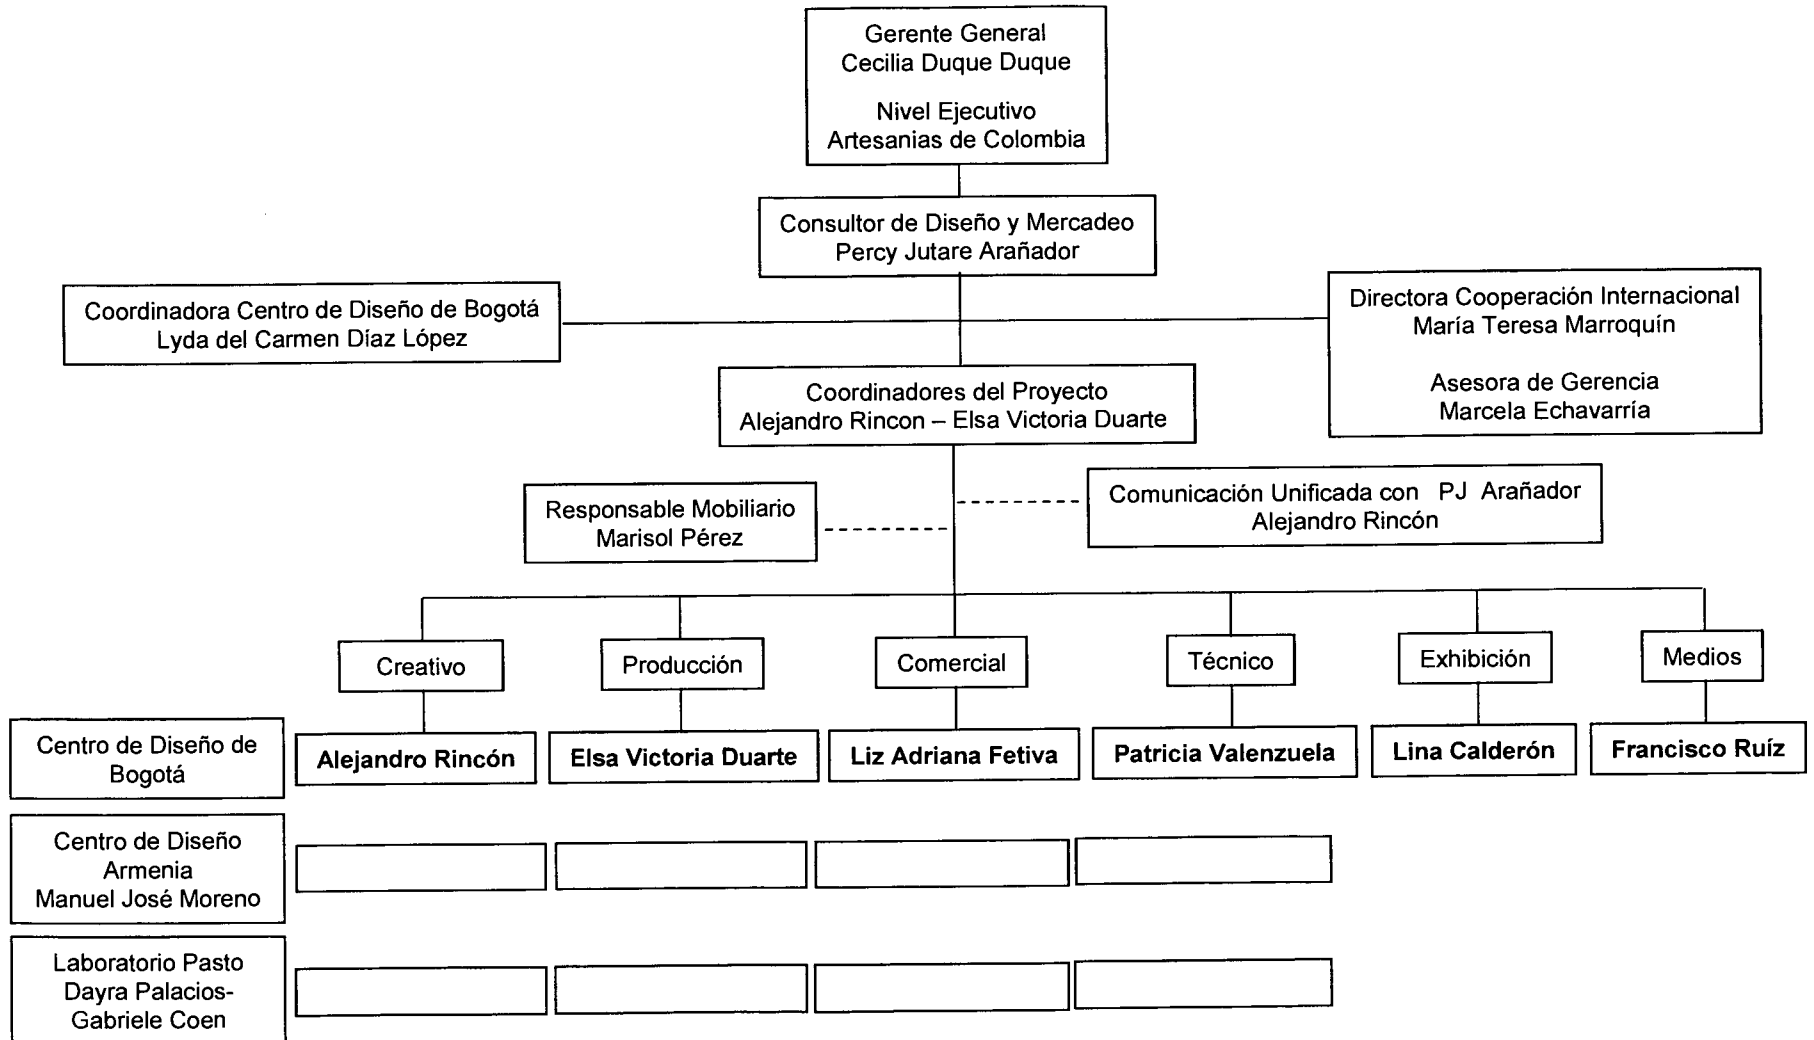 Gerente General
Cecilia Duque Duque
Nivel Ejecutivo
Artesanias de Colombia
Consultor de Diseño y Mercadeo
Percy Jutare Arañador
Coordinadora Centro de Diseño de Bogotá
Lyda del Carmen Díaz López
Directora Cooperación Internacional
María Teresa Marroquín
Asesora de Gerencia
Marcela Echavarría
Coordinadores del Proyecto
Alejandro Rincon – Elsa Victoria Duarte
Responsable Mobiliario
Marisol Pérez
Comunicación Unificada con PJ Arañador
Alejandro Rincón
Creativo
Producción
Comercial
Técnico
Exhibición
Medios
Centro de Diseño de
Bogotá
Alejandro Rincón
Elsa Victoria Duarte
Liz Adriana Fetiva
Patricia Valenzuela
Lina Calderón
Francisco Ruíz
Centro de Diseño
Armenia
Manuel José Moreno
Laboratorio Pasto
Dayra Palacios-
Gabriele Coen